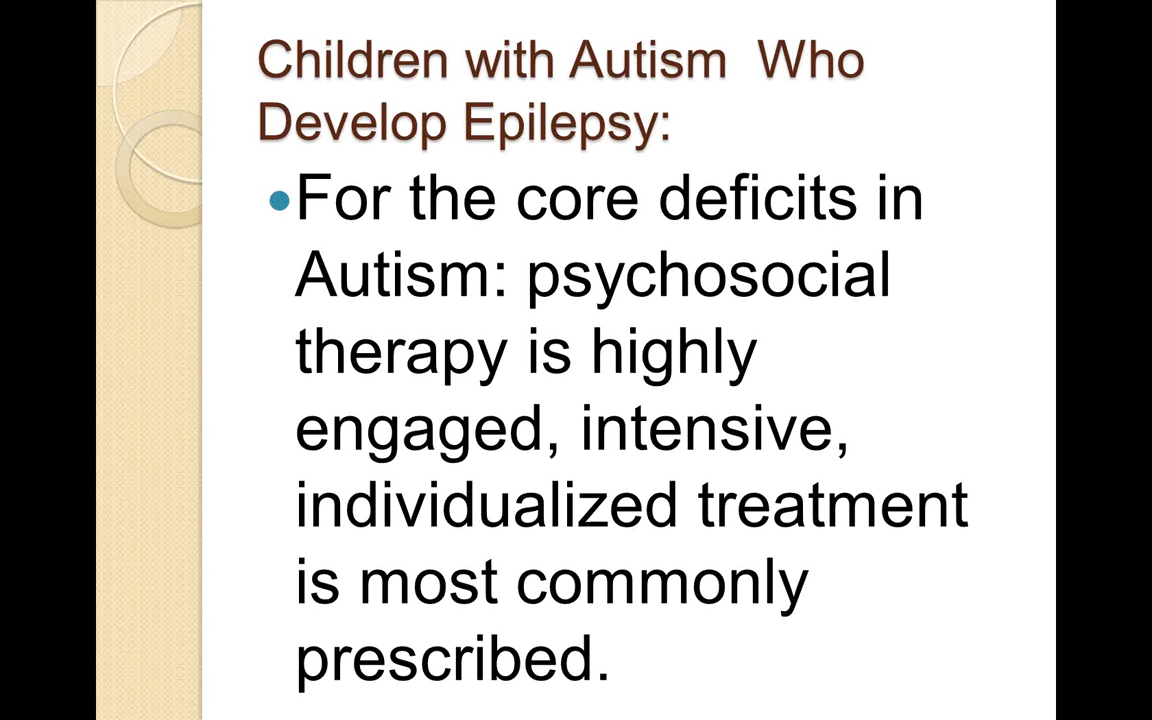 Children with Autism  Who
Develop Epilepsy:
•For the core deficits in
Autism: psychosocial
therapy is highly
engaged, intensive,
individualized treatment
is most commonly
prescribed.